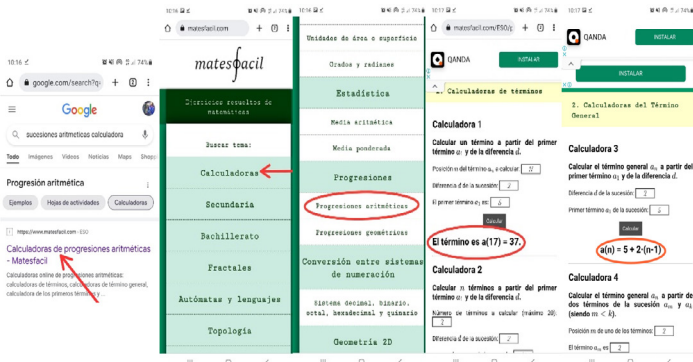 10:16
74%
google.com/search?q=
Google
sucesiones aritmeticas calculadora
Todo Imágenes Vídeos Noticias Maps Shopp
Progresión aritmética
Ejemplos Hojas de actividades Calculadoras
https://www.matesfacil.com › ESO
Calculadoras de progresiones aritméticas
- Matesfacil
Calculadoras online de progresiones aritméticas:
calculadoras de términos, calculadoras de término general,
calculadora de los primeros términos y ...
10:16
74%
matesfacil.com
matesfacil
Ejercicios resueltos de
matemáticas
Buscar tema:
Calculadoras
Secundaria
Bachillerato
Fractales
Autómatas y lenguajes
Topología
10:16
74%
Unidades de área o superficie
Grados y radianes
Estadística
Media aritmética
Media ponderada
Progresiones
Progresiones aritméticas
Progresiones geométricas
Conversión entre sistemas
de numeración
Sistema decimal, binario,
octal, hexadecimal y quinario
Geometría 2D
10:17
74%
matesfacil.com/ESO/p
QANDA
INSTALAR
1. Calculadoras de términos
Calculadora 1
Calcular un término a partir del primer
término a₁ y de la diferencia d.
Posición n del término aₙ a calcular:
Diferencia d de la sucesión: 2
El primer término a₁ es: 5
Calcular
El término es a(17) = 37.
Calculadora 2
Calcular n términos a partir del primer
término a₁ y de la diferencia d.
Número de términos a calcular (máximo 20):
2
Diferencia d de la sucesión: 2
10:17
74%
QANDA
INSTALAR
INSTALAR
2. Calculadoras del Término
General
Calculadora 3
Calcular el término general aₙ a partir del
primer término a₁ y de la diferencia d.
Diferencia d de la sucesión: 2
Primer término a₁ de la sucesión: 5
Calcular
a(n) = 5 + 2·(n-1)
Calculadora 4
Calcular el término general aₙ a partir de
dos términos de la sucesión aₘ y aₖ
(siendo m < k).
Posición m de uno de los términos: 2
El término aₘ es 2